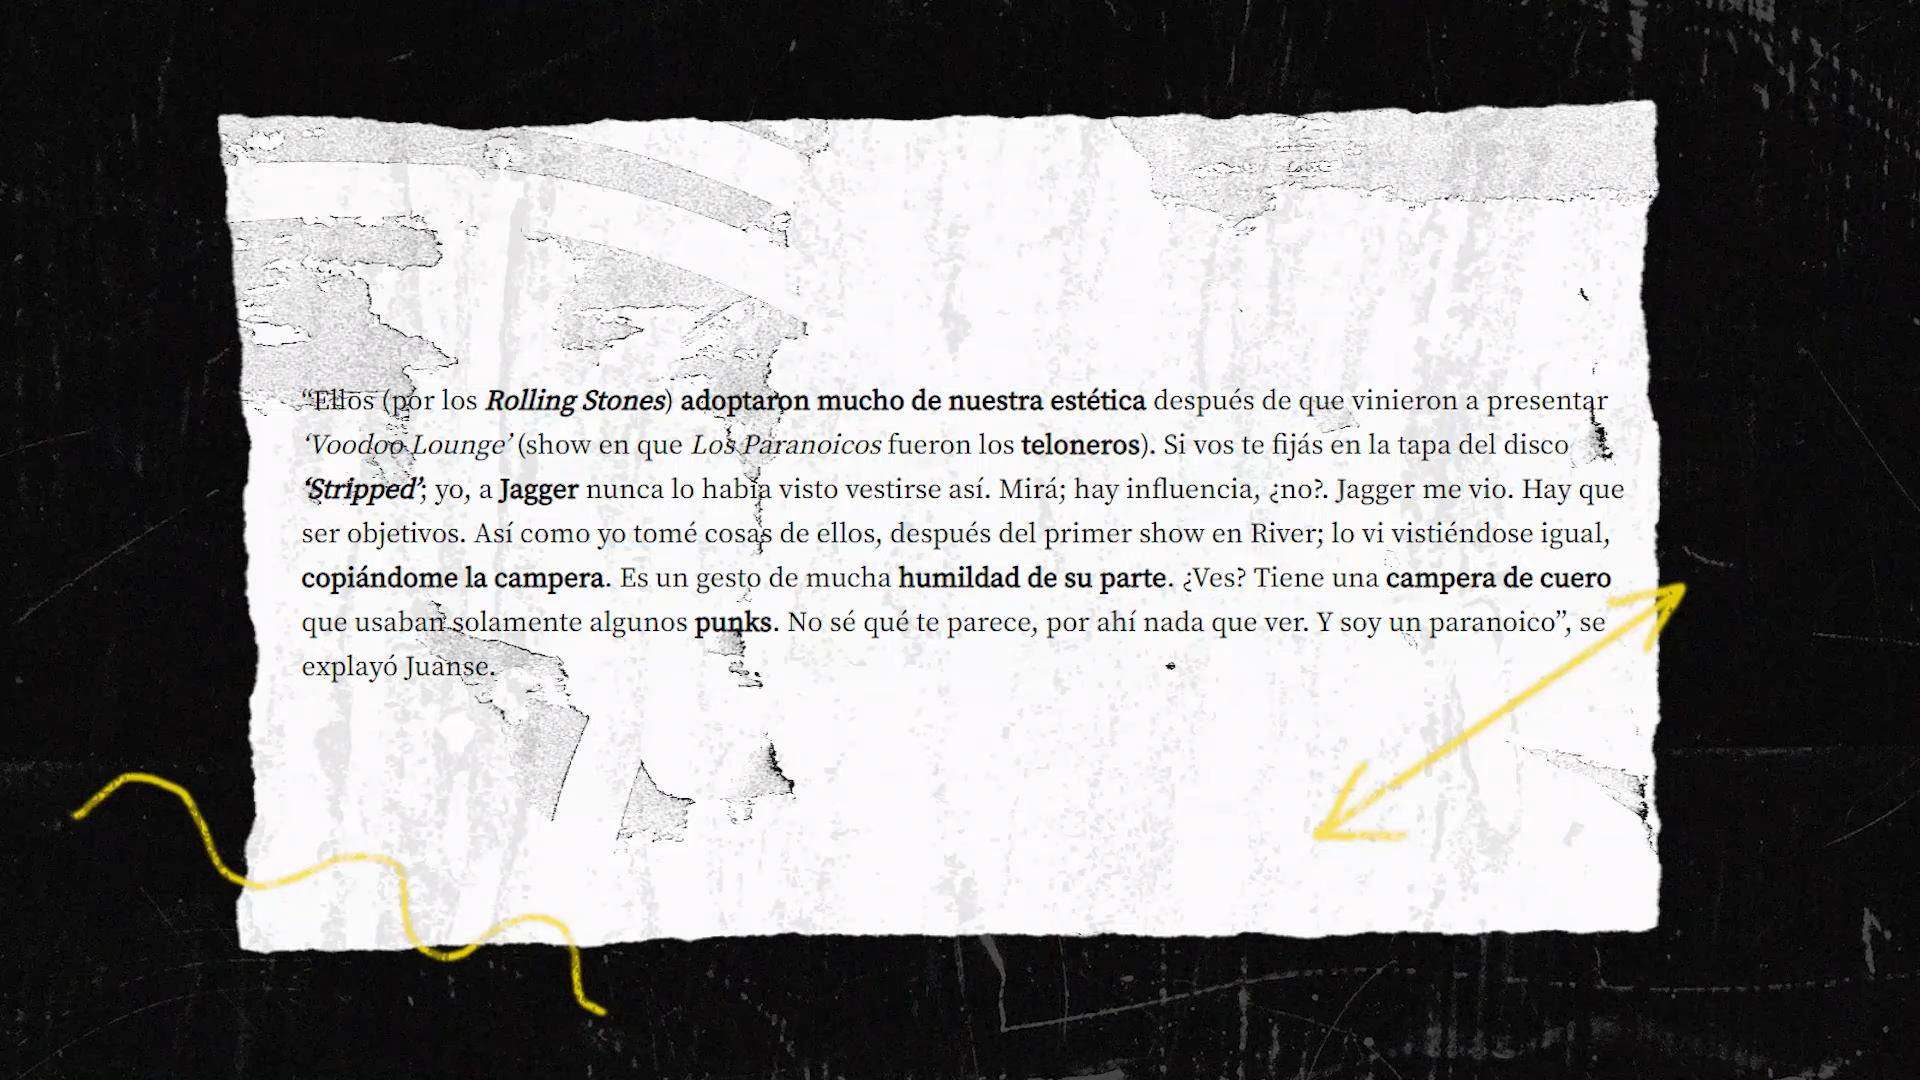 “Ellos (por los Rolling Stones) adoptaron mucho de nuestra estética después de que vinieron a presentar
‘Voodoo Lounge’ (show en que Los Paranoicos fueron los teloneros). Si vos te fijás en la tapa del disco
‘Stripped’; yo, a Jagger nunca lo había visto vestirse así. Mirá; hay influencia, ¿no?. Jagger me vio. Hay que
ser objetivos. Así como yo tomé cosas de ellos, después del primer show en River; lo vi vistiéndose igual,
copiándome la campera. Es un gesto de mucha humildad de su parte. ¿Ves? Tiene una campera de cuero
que usaban solamente algunos punks. No sé qué te parece, por ahí nada que ver. Y soy un paranoico”, se
explayó Juanse.